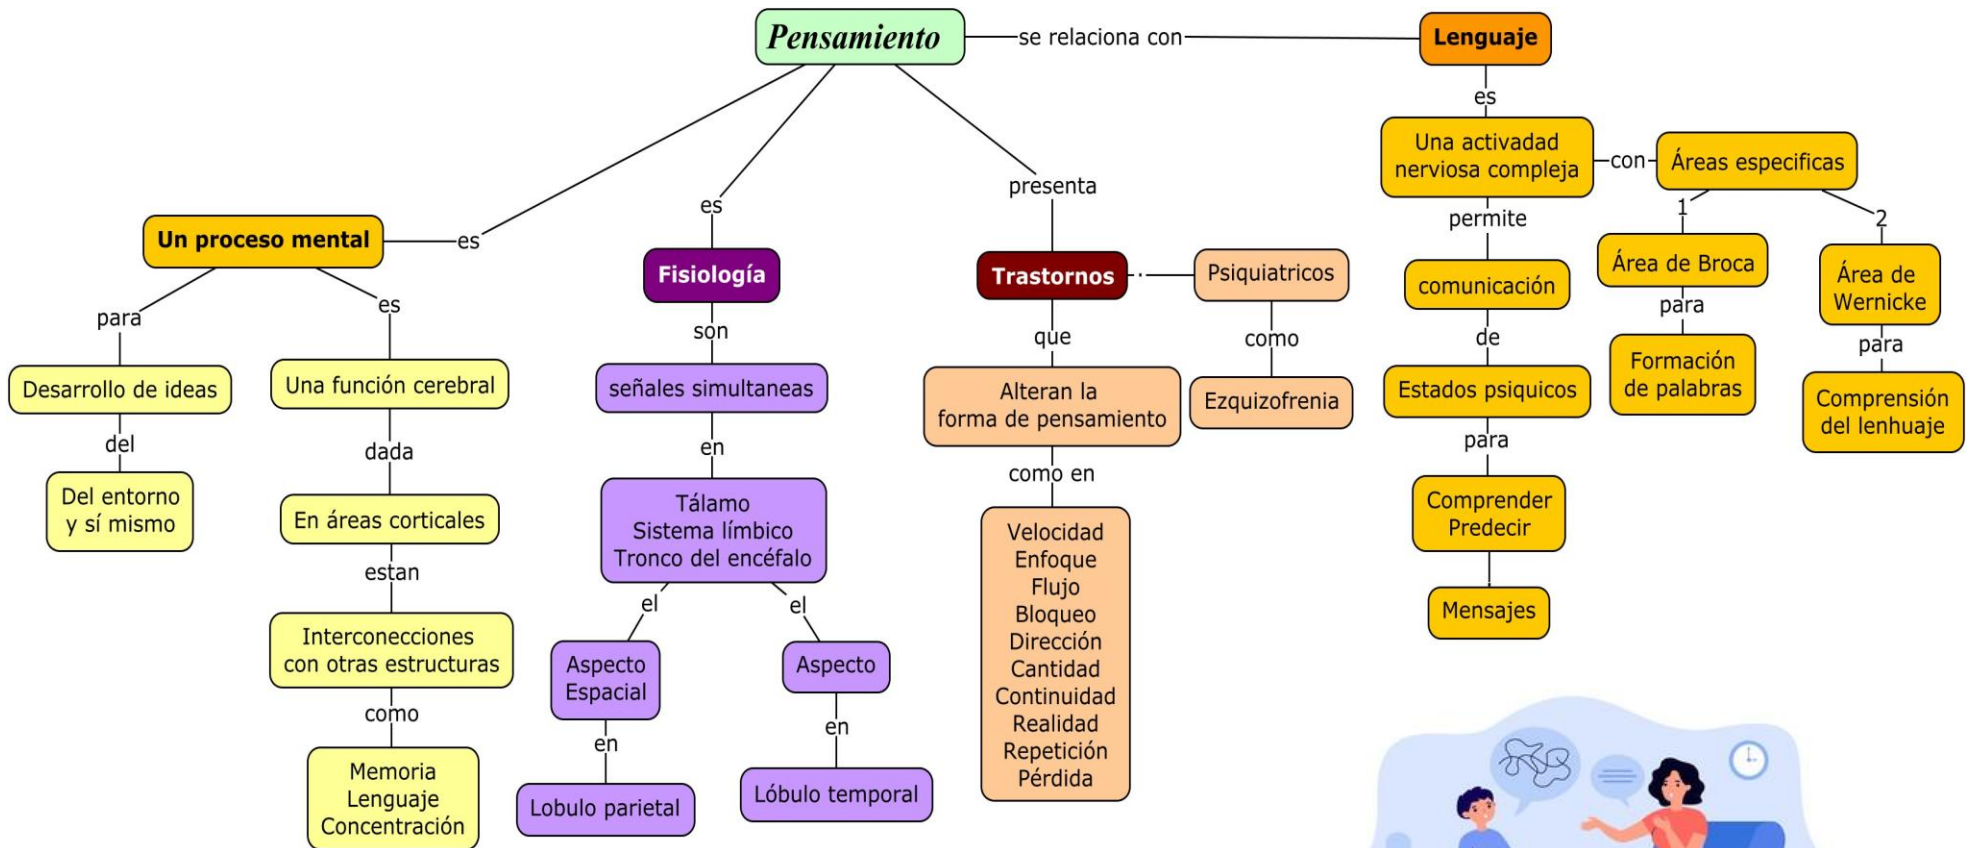 Pensamiento
se relaciona con
Lenguaje
es
Un proceso mental
para
Desarrollo de ideas
del
Del entorno
y sí mismo
es
Una función cerebral
dada
En áreas corticales
estan
Interconecciones
con otras estructuras
como
Memoria
Lenguaje
Concentración
es
Fisiología
son
señales simultaneas
en
Tálamo
Sistema límbico
Tronco del encéfalo
el
Aspecto
Espacial
en
Lobulo parietal
el
Aspecto
en
Lóbulo temporal
presenta
Trastornos
que
Alteran la
forma de pensamiento
como en
Velocidad
Enfoque
Flujo
Bloqueo
Dirección
Cantidad
Continuidad
Realidad
Repetición
Pérdida
Psiquiatricos
como
Ezquizofrenia
es
Una activadad
nerviosa compleja
permite
comunicación
de
Estados psiquicos
para
Comprender
Predecir
Mensajes
con
Áreas especificas
1
Área de Broca
para
Formación
de palabras
2
Área de
Wernicke
para
Comprensión
del lenhuaje